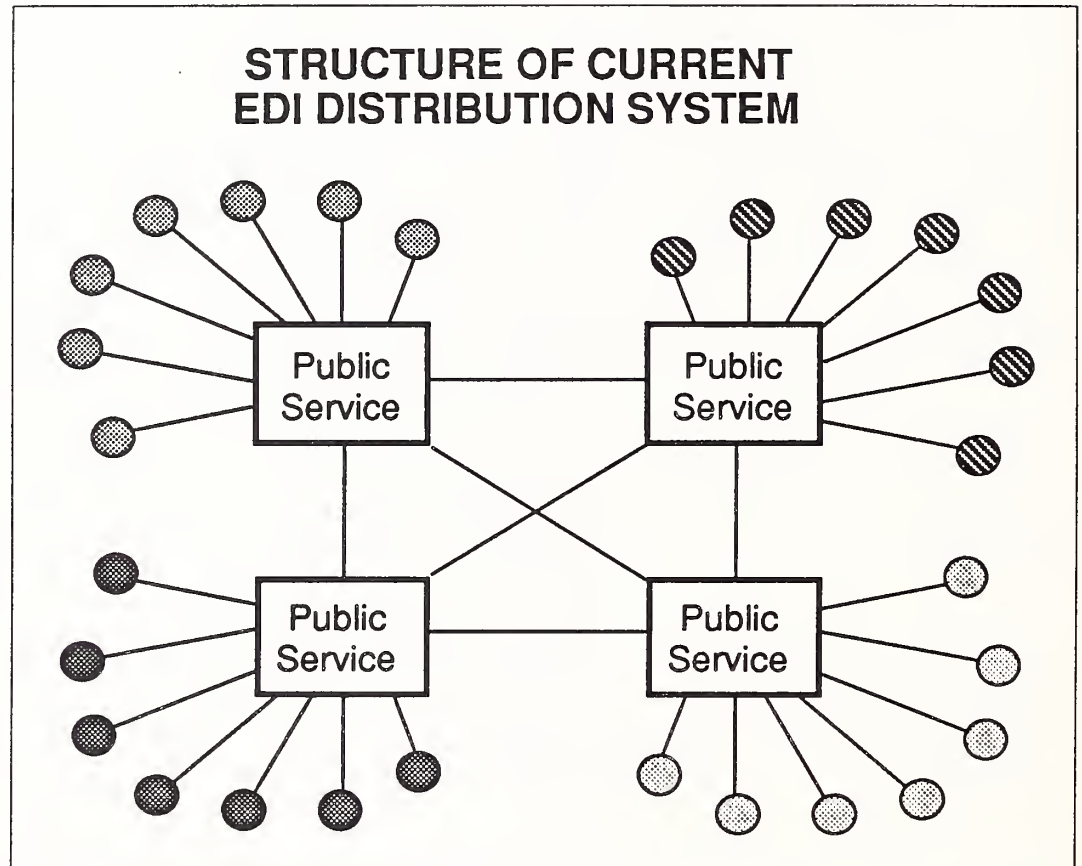 STRUCTURE OF CURRENT
EDI DISTRIBUTION SYSTEM
Public
Service
Public
Service
Public
Service
Public
Service